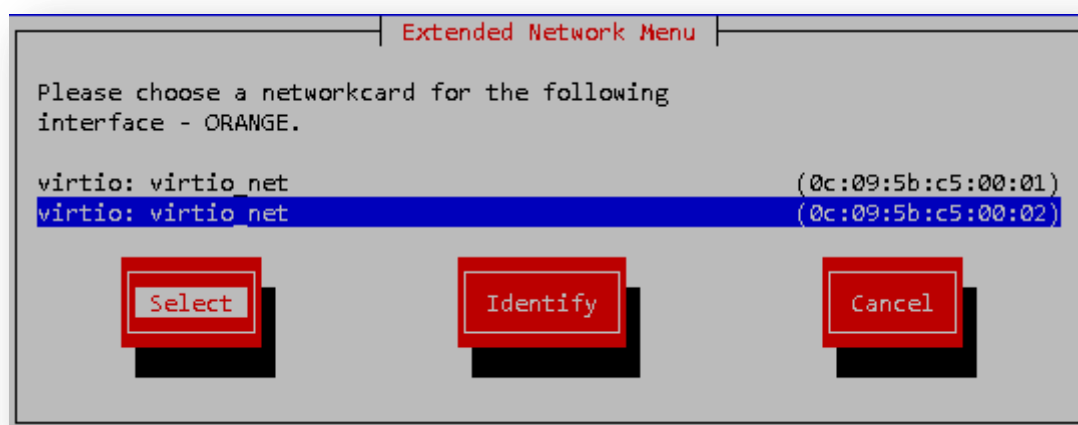 Extended Network Menu
Please choose a networkcard for the following
interface - ORANGE.
virtio: virtio_net (0c:09:5b:c5:00:01)
virtio: virtio_net (0c:09:5b:c5:00:02)
Select Identify Cancel